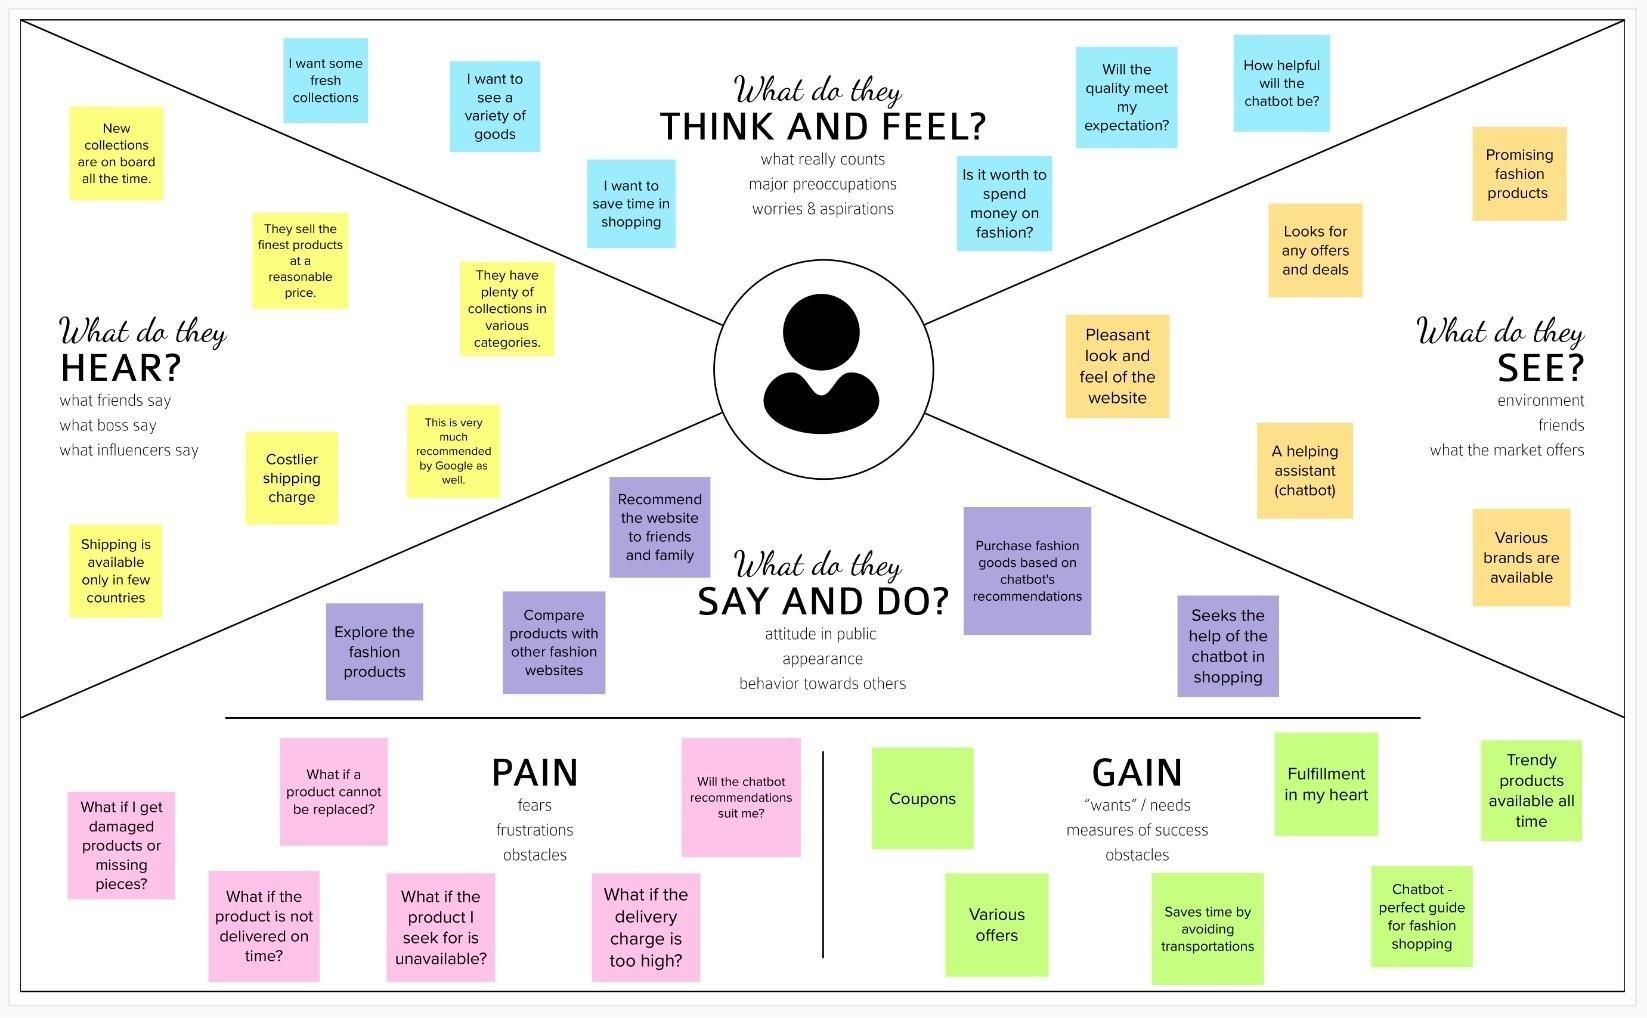 What do they
THINK AND FEEL?
what really counts
major preoccupations
worries & aspirations
I want some
fresh
collections
I want to
see a
variety of
goods
I want to
save time in
shopping
Will the
quality meet
my
expectation?
How helpful
will the
chatbot be?
Is it worth to
spend
money on
fashion?
What do they
HEAR?
what friends say
what boss say
what influencers say
New
collections
are on board
all the time.
They sell the
finest products
at a
reasonable
price.
They have
plenty of
collections in
various
categories.
This is very
much
recommended
by Google as
well.
Costlier
shipping
charge
Shipping is
available
only in few
countries
What do they
SEE?
environment
friends
what the market offers
Promising
fashion
products
Looks for
any offers
and deals
Pleasant
look and
feel of the
website
A helping
assistant
(chatbot)
Various
brands are
available
What do they
SAY AND DO?
attitude in public
appearance
behavior towards others
Recommend
the website
to friends
and family
Explore the
fashion
products
Compare
products with
other fashion
websites
Purchase fashion
goods based on
chatbot's
recommendations
Seeks the
help of the
chatbot in
shopping
PAIN
fears
frustrations
obstacles
What if I get
damaged
products or
missing
pieces?
What if a
product cannot
be replaced?
Will the chatbot
recommendations
suit me?
What if the
product is not
delivered on
time?
What if the
product I
seek for is
unavailable?
What if the
delivery
charge is
too high?
GAIN
“wants” / needs
measures of success
obstacles
Coupons
Fulfillment
in my heart
Trendy
products
available all
time
Various
offers
Saves time by
avoiding
transportations
Chatbot -
perfect guide
for fashion
shopping